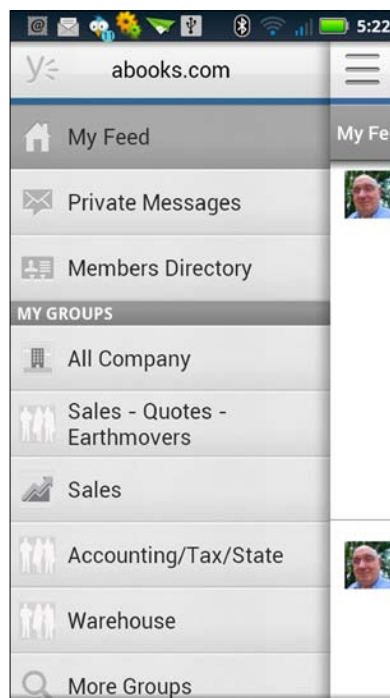 5:22
abooks.com
My Feed
My Fe
Private Messages
Members Directory
MY GROUPS
All Company
Sales - Quotes -
Earthmovers
Sales
Accounting/Tax/State
Warehouse
More Groups